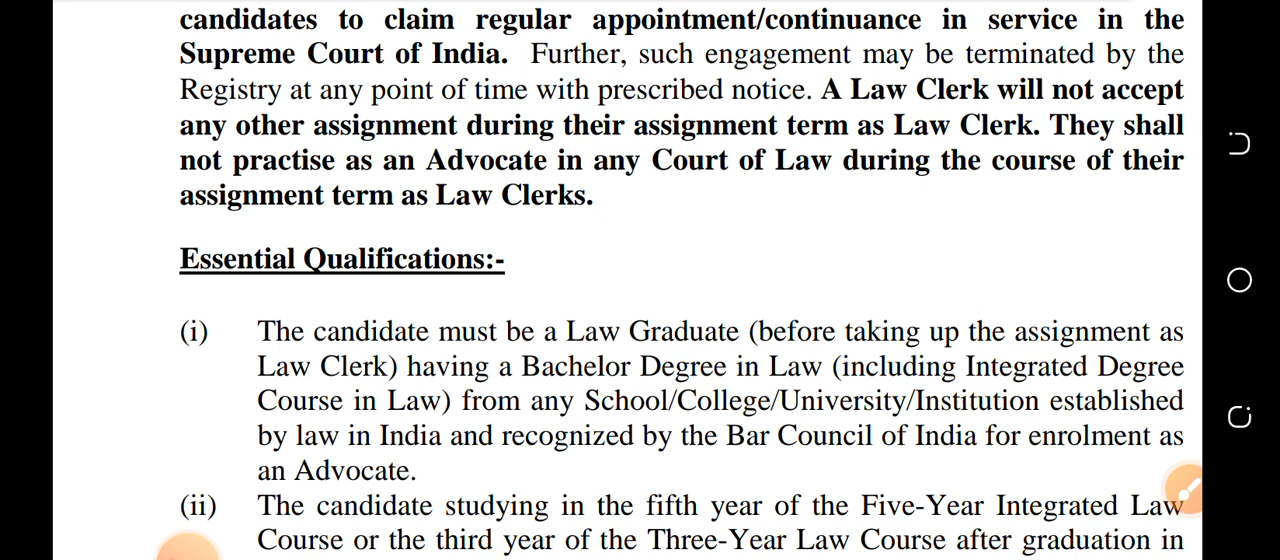 candidates to claim regular appointment/continuance in service in the
Supreme Court of India. Further, such engagement may be terminated by the
Registry at any point of time with prescribed notice. A Law Clerk will not accept
any other assignment during their assignment term as Law Clerk. They shall
not practise as an Advocate in any Court of Law during the course of their
assignment term as Law Clerks.
Essential Qualifications:-
(i) The candidate must be a Law Graduate (before taking up the assignment as
Law Clerk) having a Bachelor Degree in Law (including Integrated Degree
Course in Law) from any School/College/University/Institution established
by law in India and recognized by the Bar Council of India for enrolment as
an Advocate.
(ii) The candidate studying in the fifth year of the Five-Year Integrated Law
Course or the third year of the Three-Year Law Course after graduation in